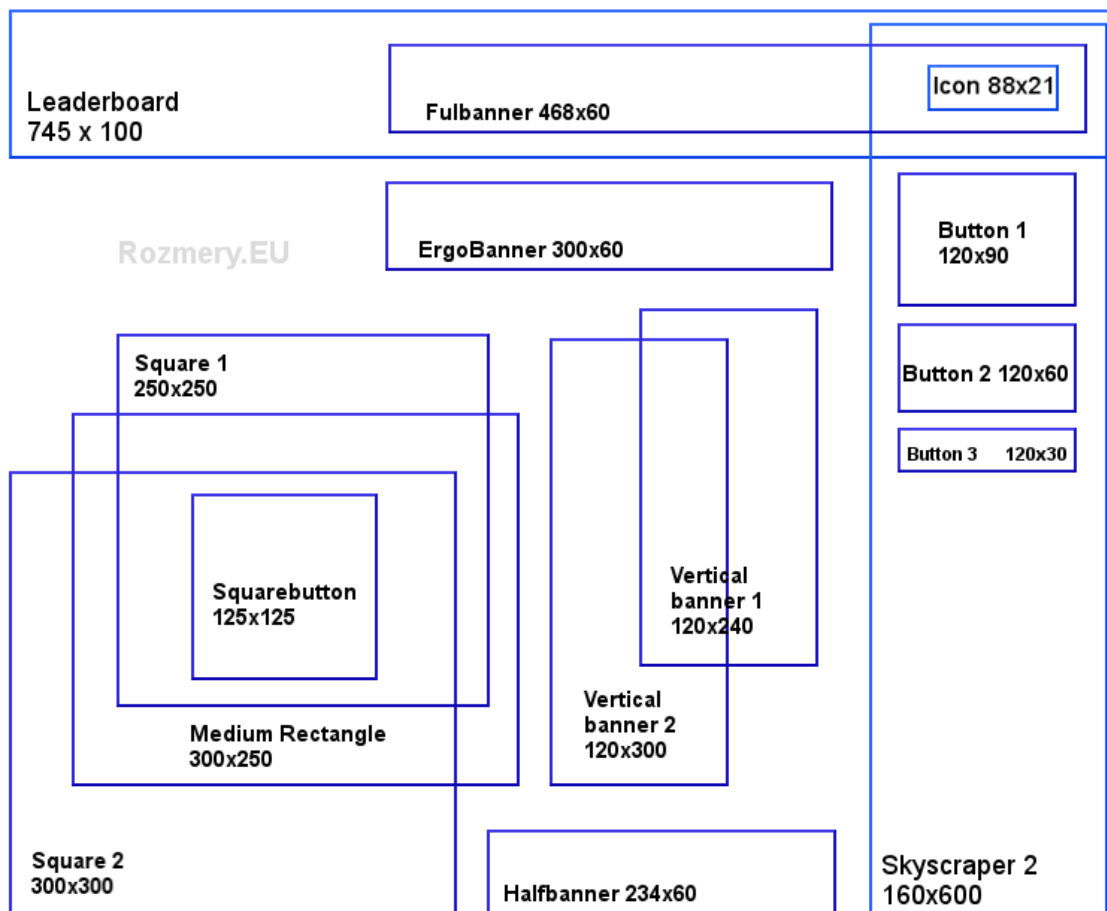 Leaderboard
745 x 100
Fulbanner 468x60
Icon 88x21
Rozmery.EU
ErgoBanner 300x60
Button 1
120x90
Button 2 120x60
Button 3 120x30
Square 1
250x250
Squarebutton
125x125
Medium Rectangle
300x250
Square 2
300x300
Vertical
banner 1
120x240
Vertical
banner 2
120x300
Halfbanner 234x60
Skyscraper 2
160x600